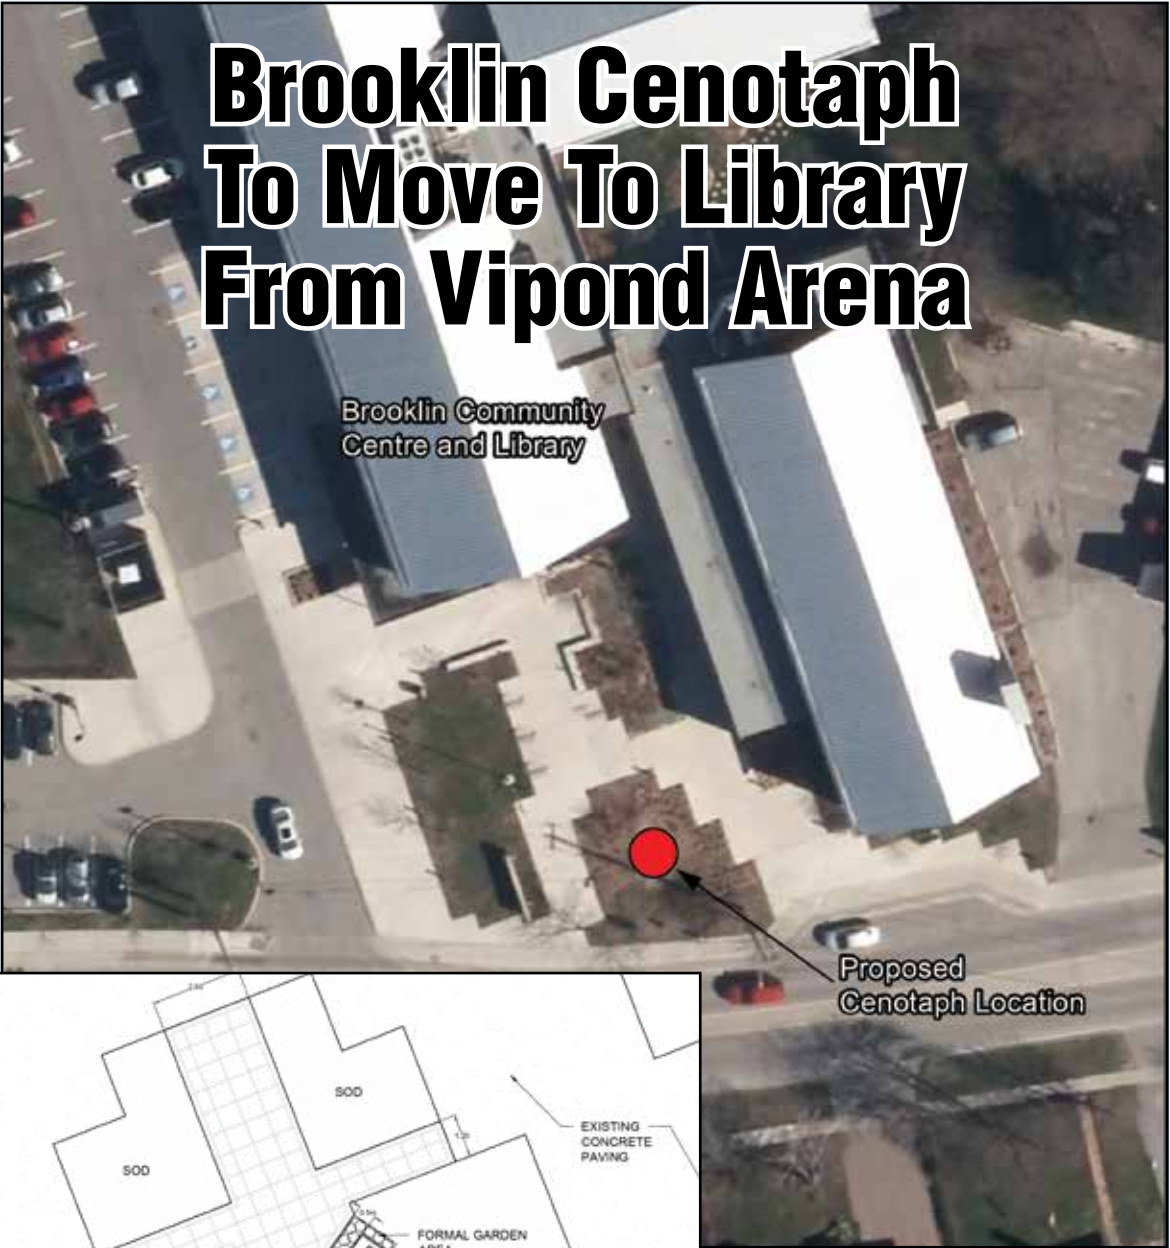 Brooklin Cenotaph
To Move To Library
From Vipond Arena
Brooklin Community
Centre and Library
Proposed
Cenotaph Location
SOD
EXISTING
CONCRETE
PAVING
SOD
FORMAL GARDEN